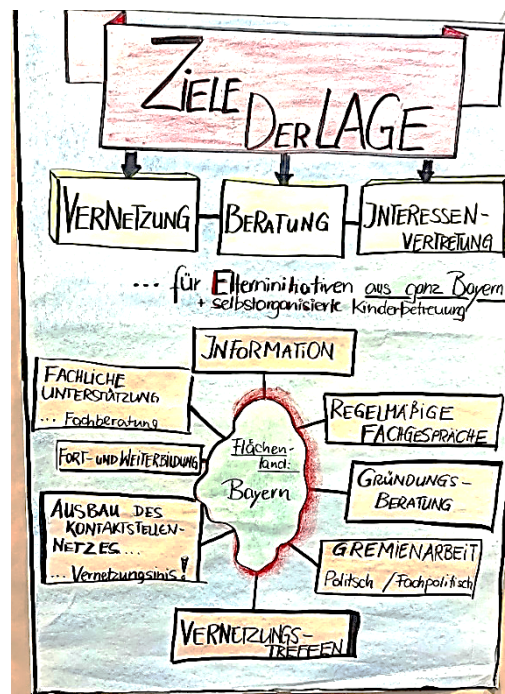 ZIELE
DER LAGE
VERNETZUNG
BERATUNG
INTERESSEN-
VERTRETUNG
... für Elterninitiativen aus ganz Bayern
+ selbstorganisierte Kinderbetreuung
INFORMATION
FACHLICHE
UNTERSTÜTZUNG
... Fachberatung
FORT- UND WEITERBILDUNG
AUSBAU DES
KONTAKTSTELLEN-
NETZES...
... Vernetzungsinis!
Flächen-
land:
Bayern
REGELMÄßIGE
FACHGESPRÄCHE
GRÜNDUNGS-
BERATUNG
GREMIENARBEIT
Politsch / Fachpolitisch
VERNETZUNGS-
TREFFEN